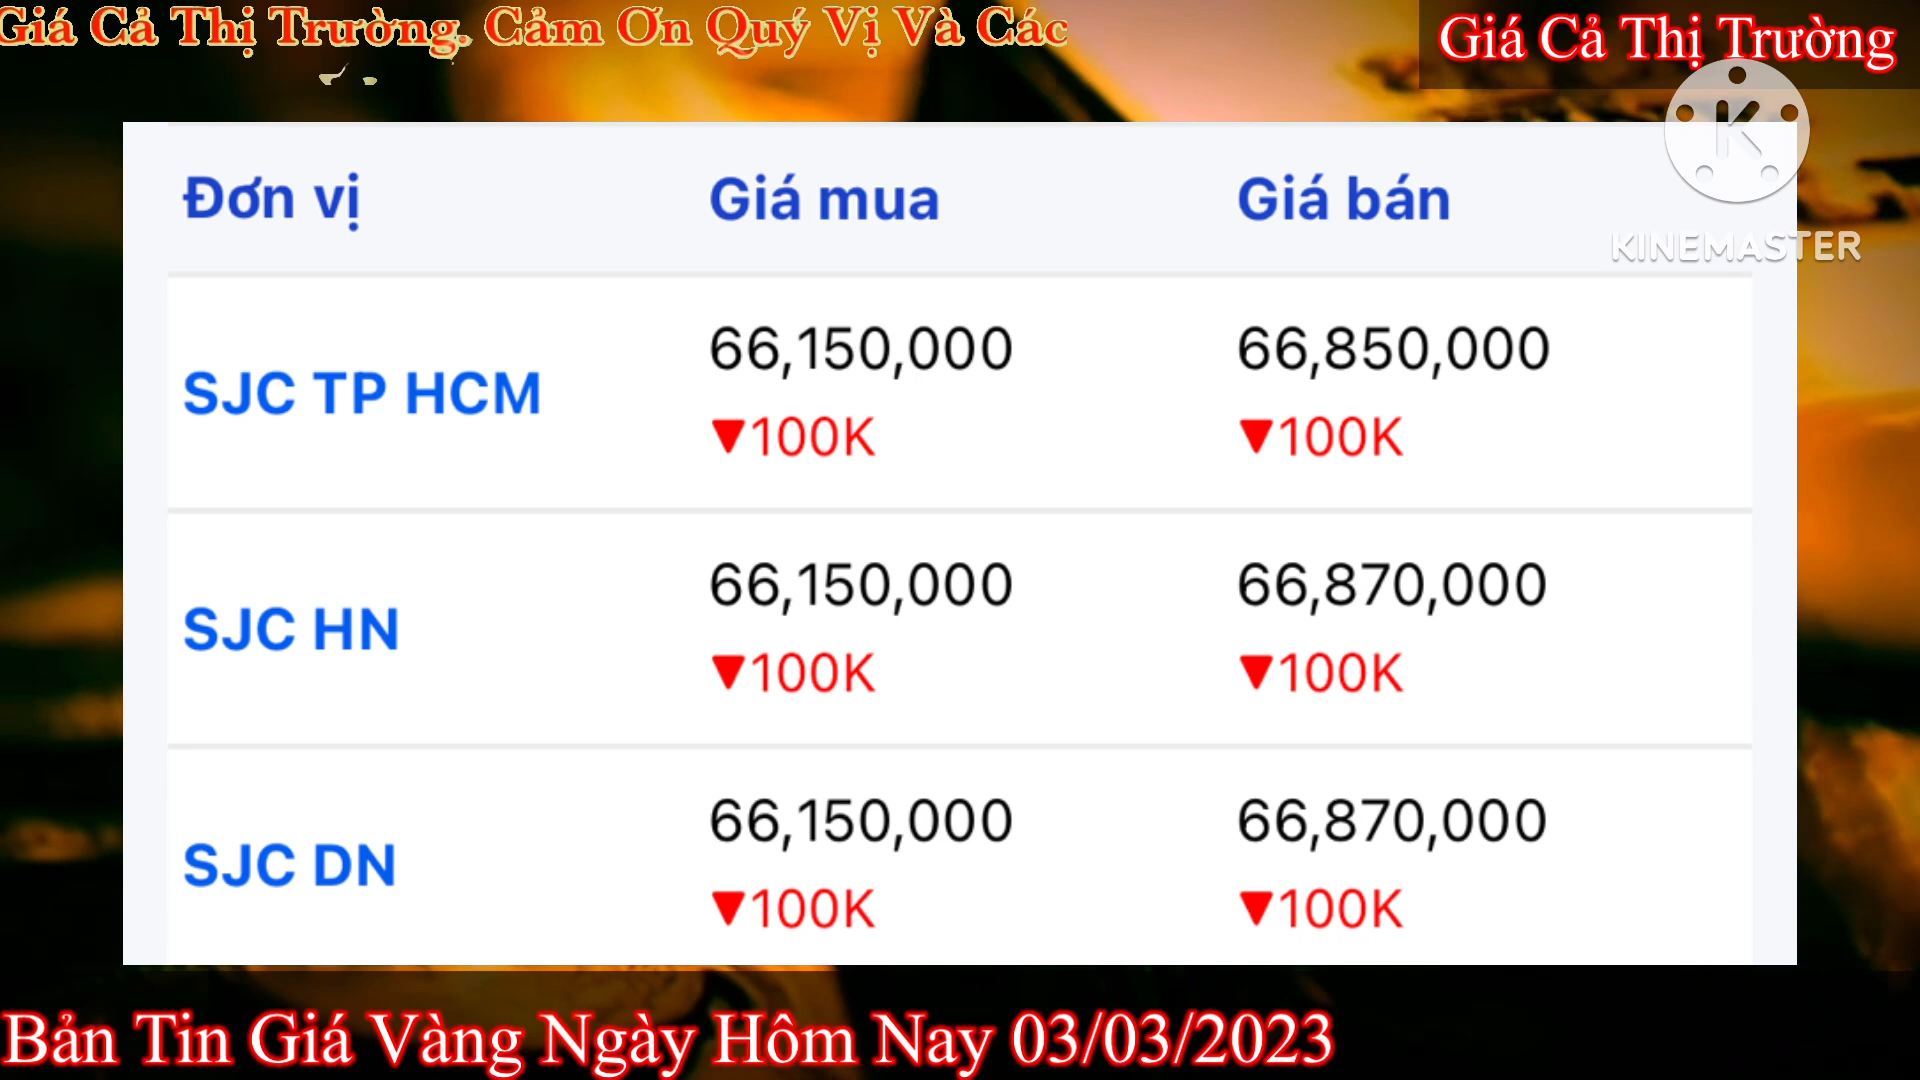 Giá Cả Thị Trường. Cảm Ơn Quý Vị Và Các
Giá Cả Thị Trường
K
KINEMASTER
Đơn vị Giá mua Giá bán
SJC TP HCM 66,150,000 66,850,000
▼100K ▼100K
SJC HN 66,150,000 66,870,000
▼100K ▼100K
SJC DN 66,150,000 66,870,000
▼100K ▼100K
Bản Tin Giá Vàng Ngày Hôm Nay 03/03/2023